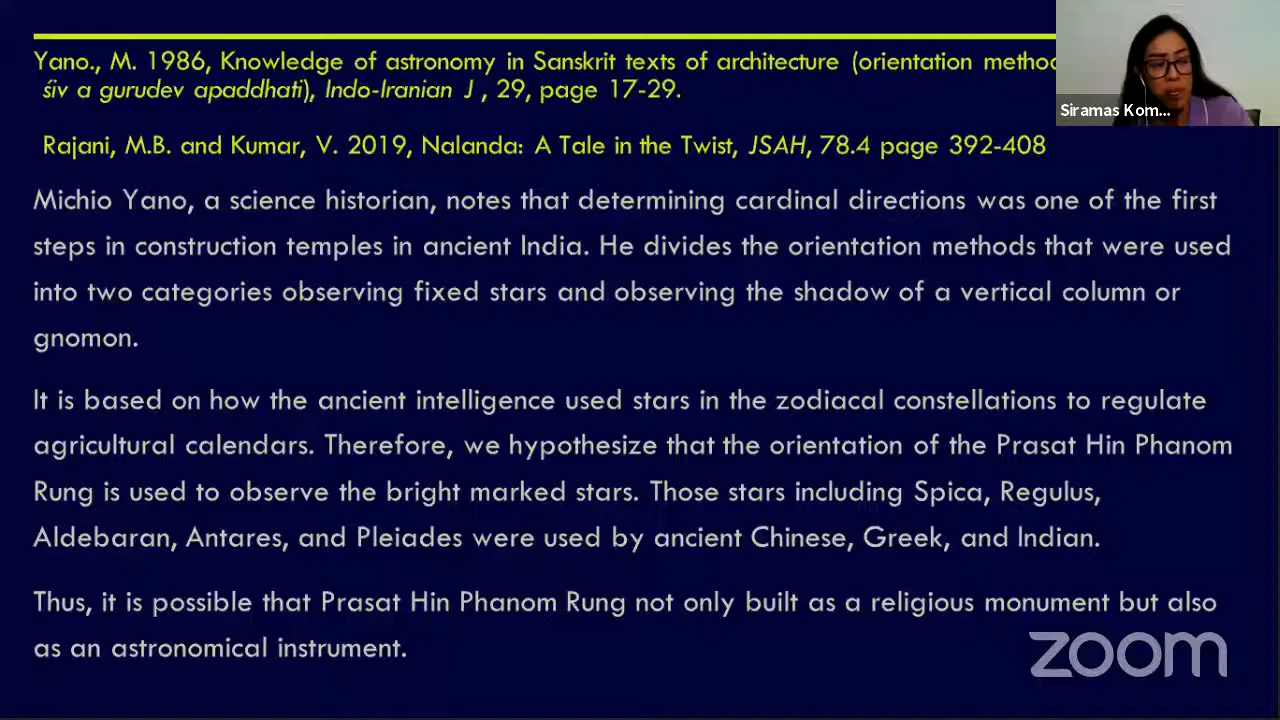 Yano., M. 1986, Knowledge of astronomy in Sanskrit texts of architecture (orientation
śiv a gurudev apaddhati), Indo-Iranian J , 29, page 17-29.
Siramas Kom...
Rajani, M.B. and Kumar, V. 2019, Nalanda: A Tale in the Twist, JSAH, 78.4 page 392-408
Michio Yano, a science historian, notes that determining cardinal directions was one of the first
steps in construction temples in ancient India. He divides the orientation methods that were used
into two categories observing fixed stars and observing the shadow of a vertical column or
gnomon.
It is based on how the ancient intelligence used stars in the zodiacal constellations to regulate
agricultural calendars. Therefore, we hypothesize that the orientation of the Prasat Hin Phanom
Rung is used to observe the bright marked stars. Those stars including Spica, Regulus,
Aldebaran, Antares, and Pleiades were used by ancient Chinese, Greek, and Indian.
Thus, it is possible that Prasat Hin Phanom Rung not only built as a religious monument but also
as an astronomical instrument.
zoom